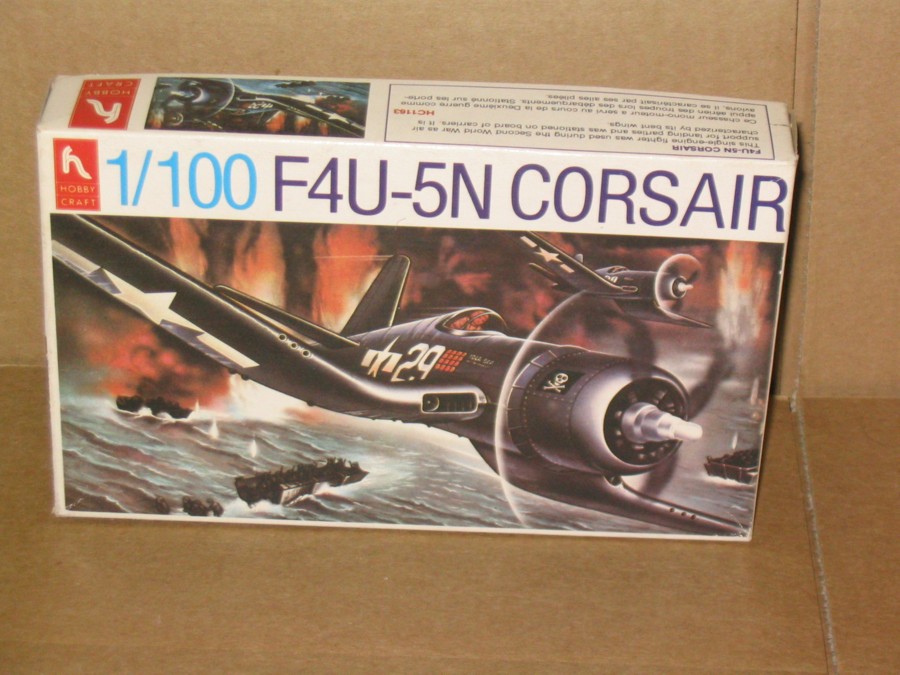 HOBBY
CRAFT
F4U-5N CORSAIR
This single-engine fighter was used during the Second World War as air
support for landing parties and was stationed on board of carriers. It is
characterized by its bent wings.
HC1163
Ce chasseur mono-moteur a servi au cours de la Deuxième guerre comme
appui aérien des troupes lors des débarquements. Stationné sur les porte-
avions, se caractérisait par ses ailes pliées.
HOBBY
CRAFT
1/100 F4U-5N CORSAIR
29
29